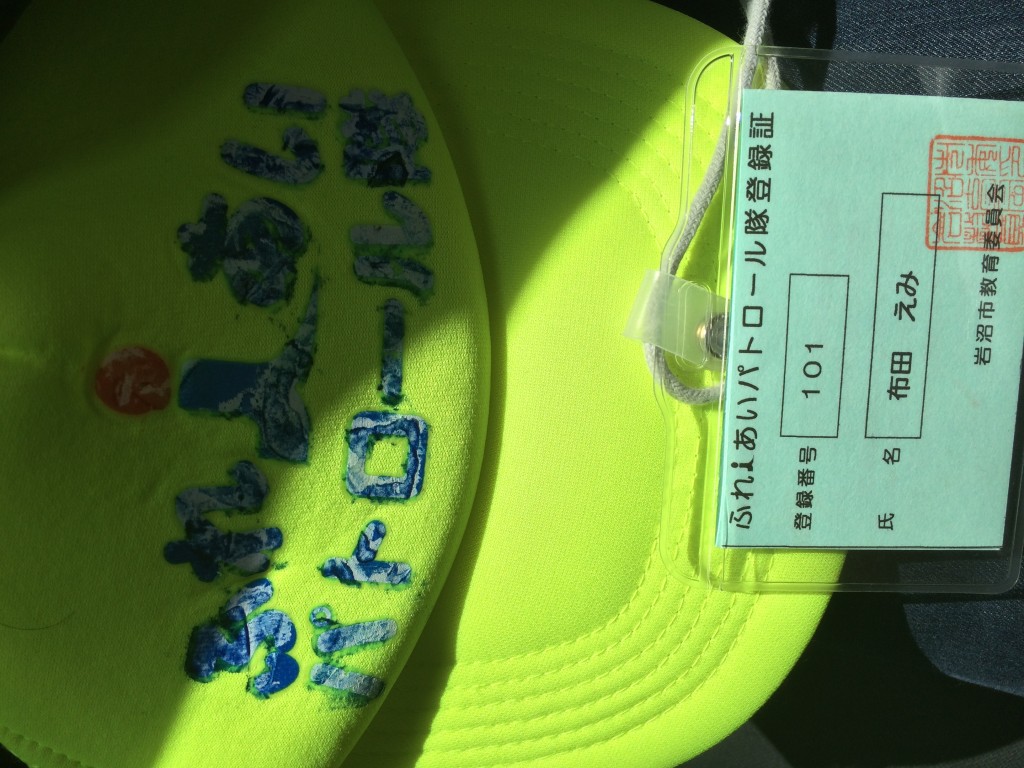 ふれiあい
パトロール隊
ふれiあいパトロール隊登録証
登録番号 101
氏名 布田 えみ
岩沼市教育委員会